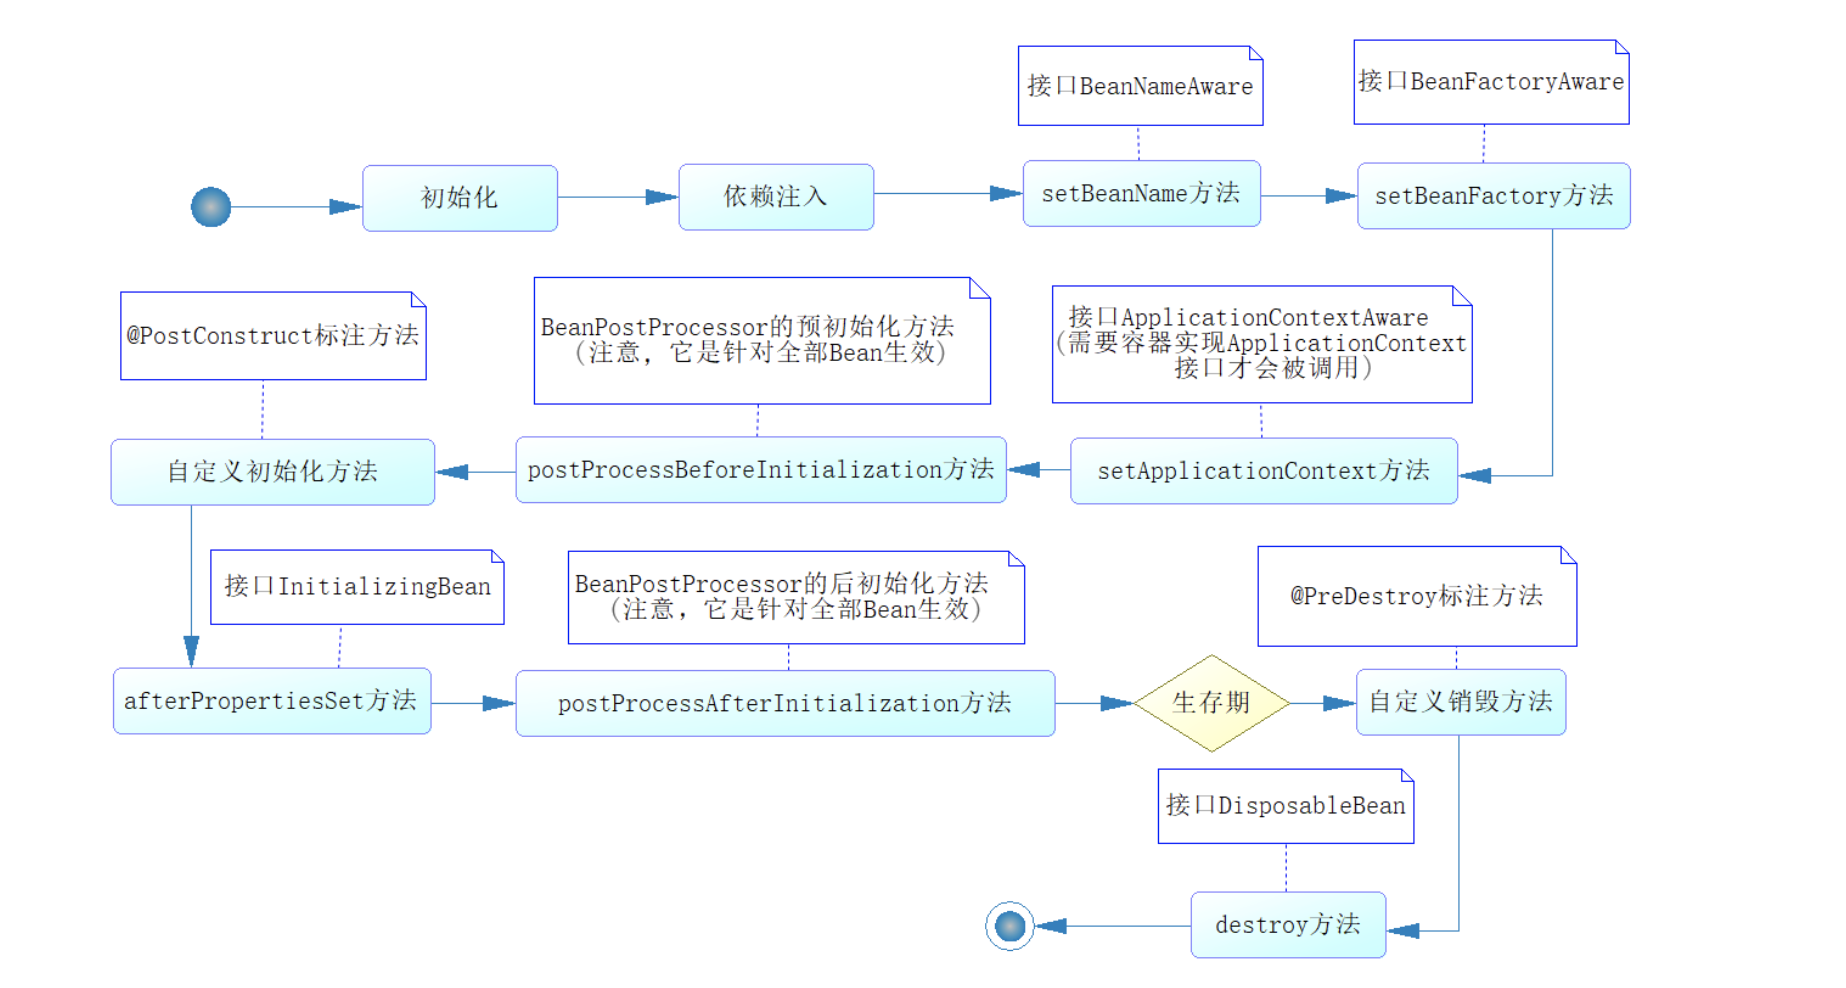 接口BeanNameAware
接口BeanFactoryAware
初始化
依赖注入
setBeanName方法
setBeanFactory方法
@PostConstruct标注方法
BeanPostProcessor的预初始化方法
(注意，它是针对全部Bean生效)
接口ApplicationContextAware
(需要容器实现ApplicationContext
接口才会被调用)
自定义初始化方法
postProcessBeforeInitialization方法
setApplicationContext方法
接口InitializingBean
BeanPostProcessor的后初始化方法
(注意，它是针对全部Bean生效)
@PreDestroy标注方法
afterPropertiesSet方法
postProcessAfterInitialization方法
生存期
自定义销毁方法
接口DisposableBean
destroy方法